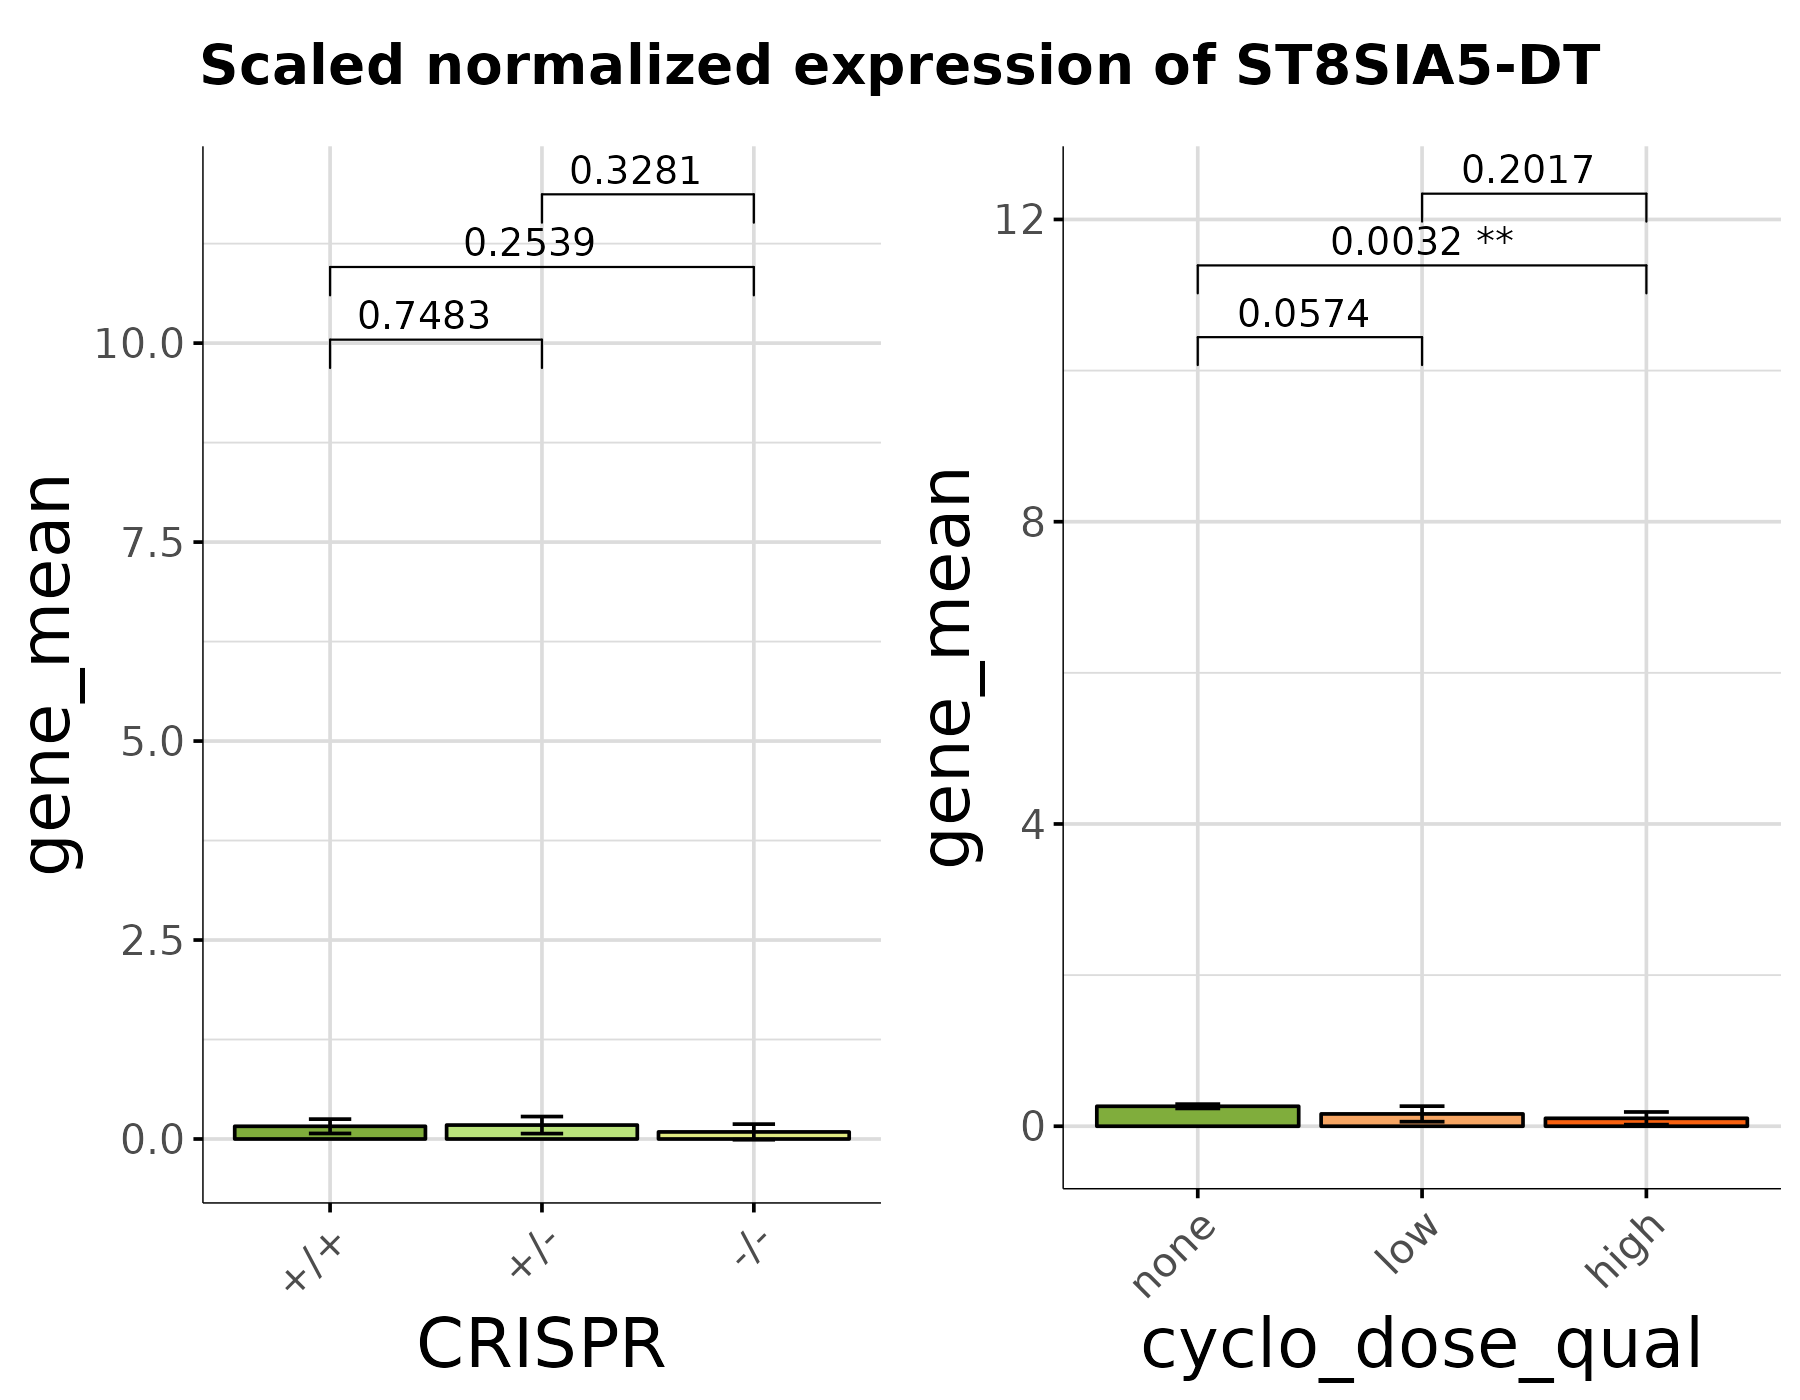 Scaled normalized expression of ST8SIA5-DT
gene_mean
10.0
7.5
5.0
2.5
0.0
0.3281
0.2539
0.7483
+/+
+/-
-/-
CRISPR
gene_mean
12
8
4
0
0.2017
0.0032 **
0.0574
none
low
high
cyclo_dose_qual